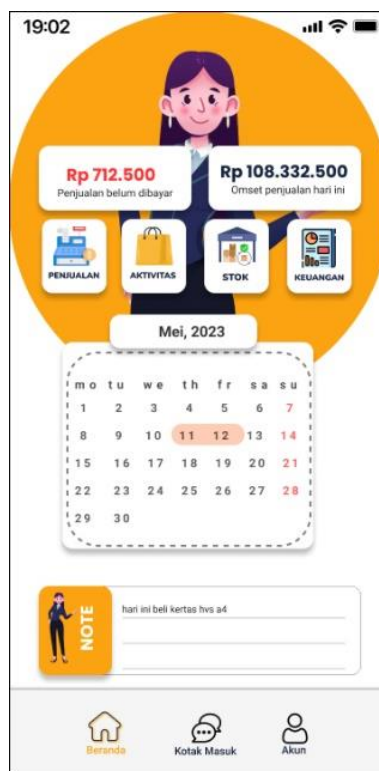 19:02
Rp 712.500
Penjualan belum dibayar
Rp 108.332.500
Omset penjualan hari ini
PENJUALAN
AKTIVITAS
STOK
KEUANGAN
Mei, 2023
mo tu we th fr sa su
1 2 3 4 5 6 7
8 9 10 11 12 13 14
15 16 17 18 19 20 21
22 23 24 25 26 27 28
29 30
NOTE
hari ini beli kertas hvs a4
Beranda
Kotak Masuk
Akun